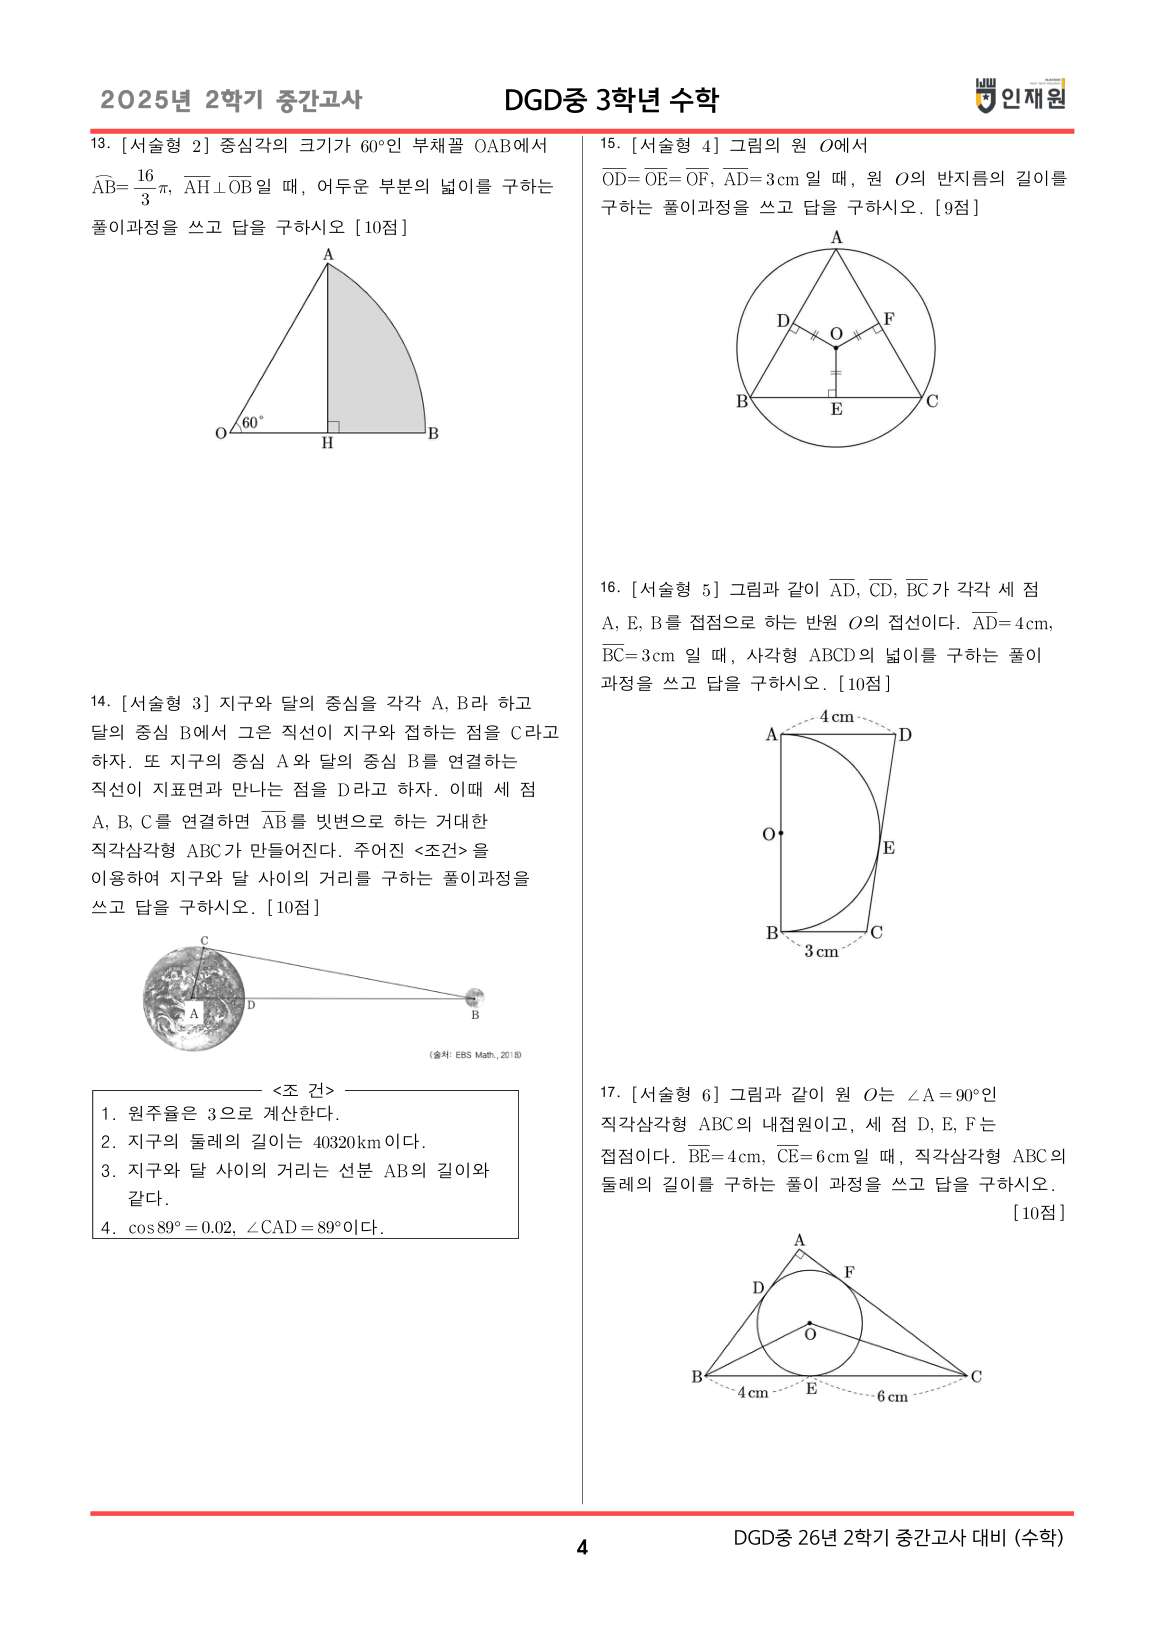 2025년 2학기 중간고사
DGD중 3학년 수학
인재원
13. [서술형 2] 중심각의 크기가 60°인 부채꼴 OAB에서
AB= 16/3 π, AH⊥OB일 때, 어두운 부분의 넓이를 구하는
풀이과정을 쓰고 답을 구하시오 [10점]
A
60°
O
H
B
14. [서술형 3] 지구와 달의 중심을 각각 A, B라 하고
달의 중심 B에서 그은 직선이 지구와 접하는 점을 C라고
하자. 또 지구의 중심 A와 달의 중심 B를 연결하는
직선이 지표면과 만나는 점을 D라고 하자. 이때 세 점
A, B, C를 연결하면 AB를 빗변으로 하는 거대한
직각삼각형 ABC가 만들어진다. 주어진 <조건>을
이용하여 지구와 달 사이의 거리를 구하는 풀이과정을
쓰고 답을 구하시오. [10점]
C
A
D
B
(출처: EBS Math., 2018)
<조 건>
1. 원주율은 3으로 계산한다.
2. 지구의 둘레의 길이는 40320km이다.
3. 지구와 달 사이의 거리는 선분 AB의 길이와
같다.
4. cos89°=0.02, ∠CAD=89°이다.
15. [서술형 4] 그림의 원 O에서
OD=OE=OF, AD=3cm일 때, 원 O의 반지름의 길이를
구하는 풀이과정을 쓰고 답을 구하시오. [9점]
A
D
F
O
B
E
C
16. [서술형 5] 그림과 같이 AD, CD, BC가 각각 세 점
A, E, B를 접점으로 하는 반원 O의 접선이다. AD=4cm,
BC=3cm 일 때, 사각형 ABCD의 넓이를 구하는 풀이
과정을 쓰고 답을 구하시오. [10점]
4cm
A
D
O
E
B
C
3cm
17. [서술형 6] 그림과 같이 원 O는 ∠A=90°인
직각삼각형 ABC의 내접원이고, 세 점 D, E, F는
접점이다. BE=4cm, CE=6cm일 때, 직각삼각형 ABC의
둘레의 길이를 구하는 풀이 과정을 쓰고 답을 구하시오.
[10점]
A
F
D
O
B
E
C
4cm
6cm
4
DGD중 26년 2학기 중간고사 대비 (수학)